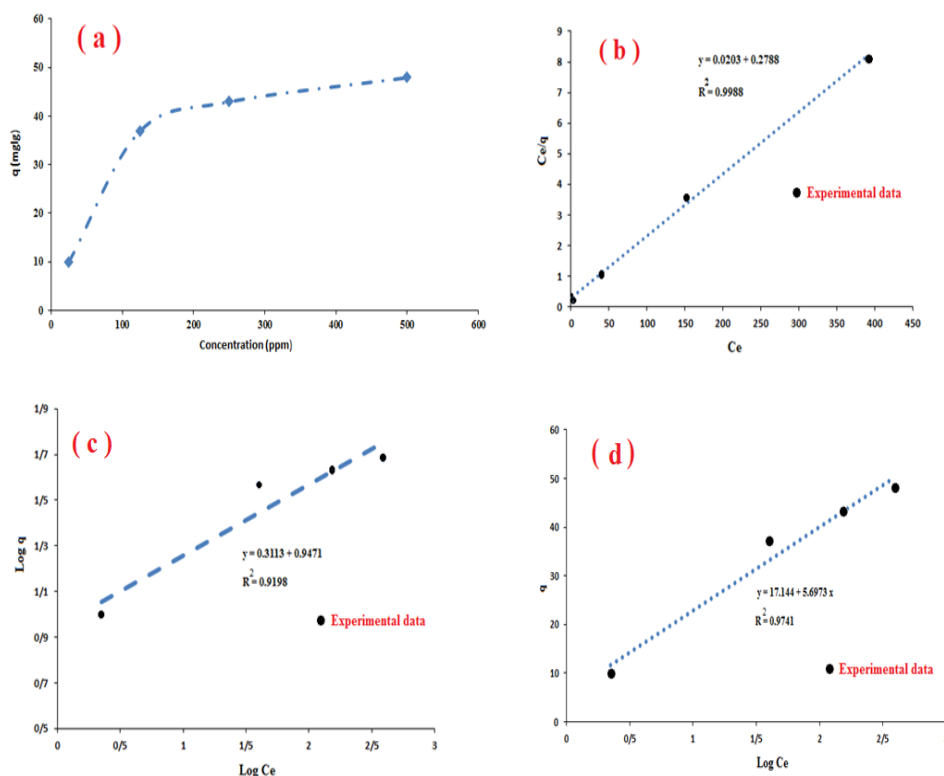 ( a )
60
50
40
30
20
10
0
q (mg/g)
0 100 200 300 400 500 600
Concentration (ppm)
( b )
9
8
7
6
5
4
3
2
1
0
Ce/q
y = 0.0203 + 0.2788
R2 = 0.9988
Experimental data
0 50 100 150 200 250 300 350 400 450
Ce
( c )
1/9
1/7
1/5
1/3
1/1
0/9
0/7
0/5
Log q
y = 0.3113 + 0.9471
R2 = 0.9198
Experimental data
0 0/5 1 1/5 2 2/5 3
Log Ce
( d )
60
50
40
30
20
10
0
q
y = 17.144 + 5.6973 x
R2 = 0.9741
Experimental data
0 0/5 1 1/5 2 2/5 3
Log Ce